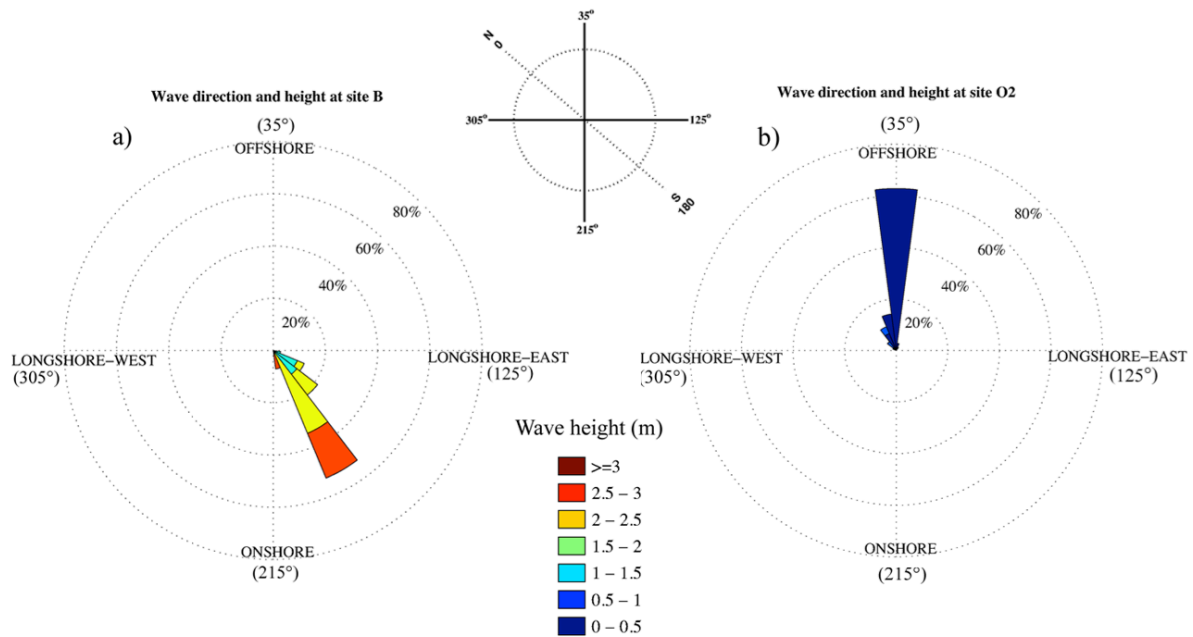 35°
N
0
305°
125°
S
180
215°
Wave direction and height at site B
a)
(35°)
OFFSHORE
80%
60%
40%
20%
LONGSHORE–WEST
(305°)
LONGSHORE–EAST
(125°)
ONSHORE
(215°)
Wave direction and height at site O2
b)
(35°)
OFFSHORE
80%
60%
40%
20%
LONGSHORE–WEST
(305°)
LONGSHORE–EAST
(125°)
ONSHORE
(215°)
Wave height (m)
>=3
2.5 – 3
2 – 2.5
1.5 – 2
1 – 1.5
0.5 – 1
0 – 0.5